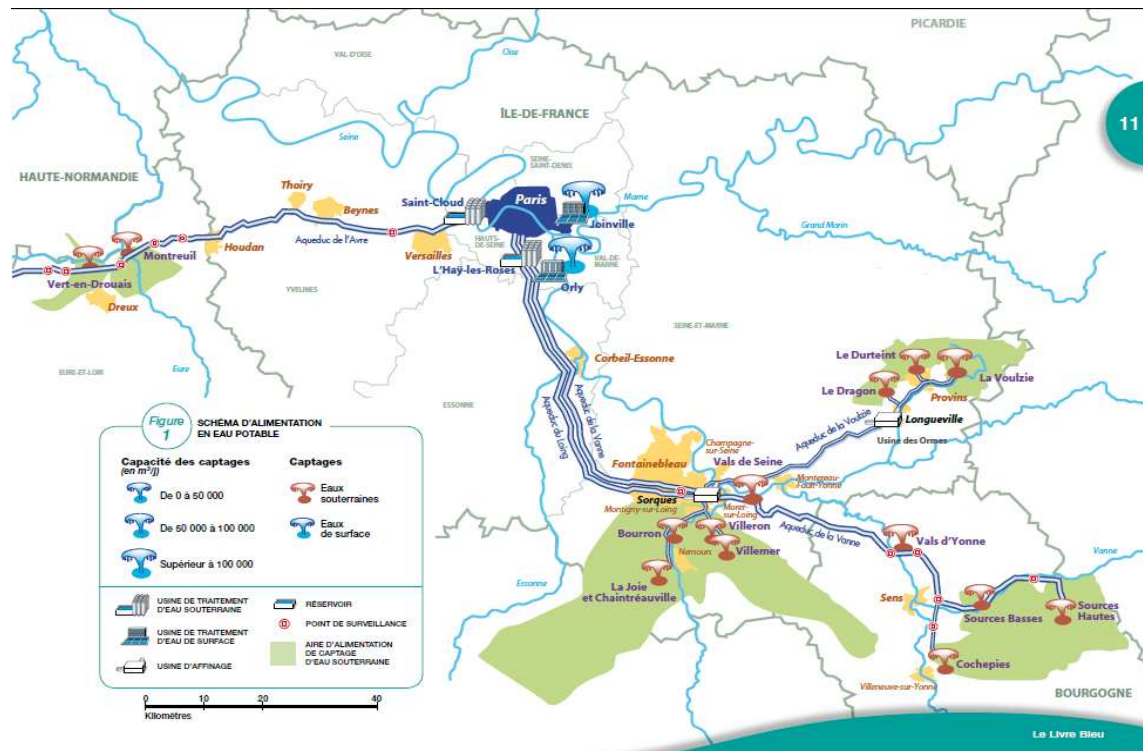 PICARDIE
VAL-D'OISE
Oise
11
ÎLE-DE-FRANCE
Seine
SEINE-
SAINT-DENIS
HAUTE-NORMANDIE
Thoiry
Saint-Cloud
Paris
Marne
Beynes
Joinville
Grand Morin
Aqueduc de l'Avre
HAUTS-
DE-SEINE
Houdan
Versailles
VAL-DE-
MARNE
Montreuil
L'Haÿ-les-Roses
Vert-en-Drouais
Orly
YVELINES
Dreux
SEINE-ET-MARNE
Corbeil-Essonne
Le Durteint
La Voulzie
EURE-ET-LOIR
Eure
Le Dragon
Provins
ESSONNE
Aqueduc de la Vanne
Aqueduc du Loing
Aqueduc de la Voulzie
Longueville
Usine des Ormes
Figure
1
SCHÉMA D'ALIMENTATION
EN EAU POTABLE
Capacité des captages
(en m³/j)
Captages
De 0 à 50 000
Eaux
souterraines
De 50 000 à 100 000
Eaux
de surface
Supérieur à 100 000
USINE DE TRAITEMENT
D'EAU SOUTERRAINE
RÉSERVOIR
USINE DE TRAITEMENT
D'EAU DE SURFACE
POINT DE SURVEILLANCE
USINE D'AFFINAGE
AIRE D'ALIMENTATION
DE CAPTAGE
D'EAU SOUTERRAINE
0 10 20 40
Kilomètres
Champagne-
sur-Seine
Fontainebleau
Vals de Seine
Montereau-
Fault-Yonne
Sorques
Montigny-sur-Loing
Moret-
sur-Loing
Bourron
Villeron
Aqueduc de la Vanne
Vals d'Yonne
Villemer
Nemours
Vanne
Essonne
La Joie
et Chaintréauville
Sens
Sources Basses
Sources
Hautes
Cochepies
Villeneuve-sur-Yonne
BOURGOGNE
Le Livre Bleu